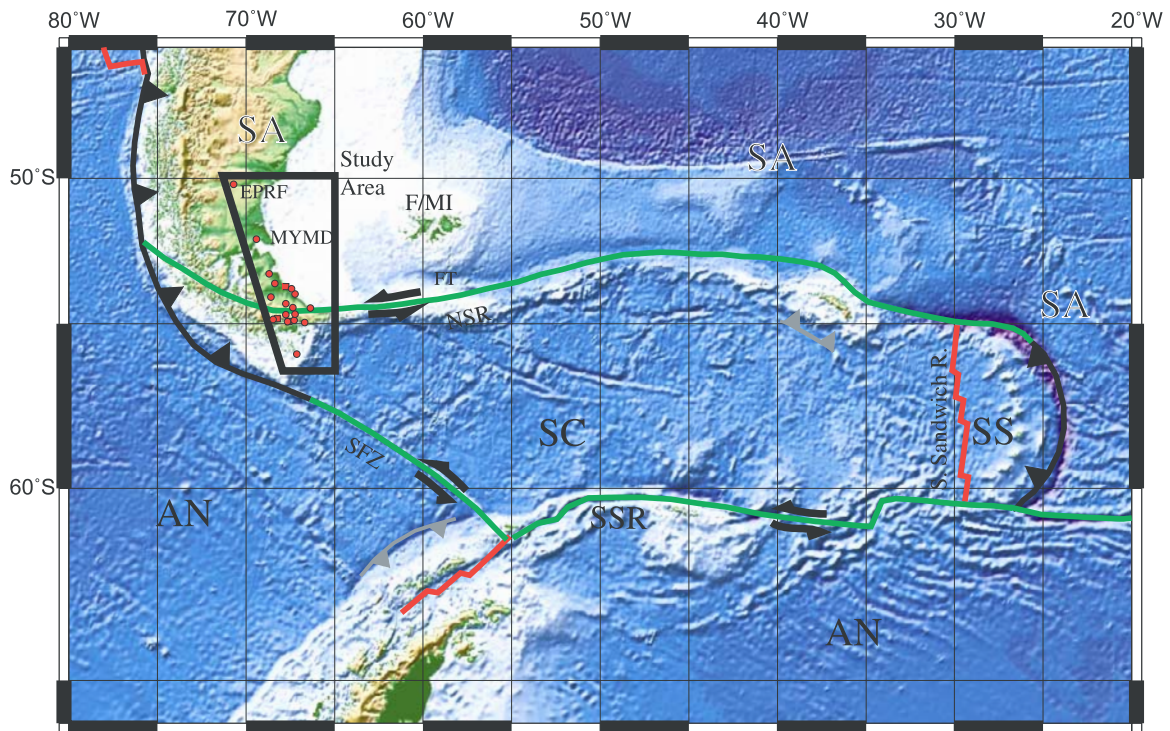 80°W 70°W 60°W 50°W 40°W 30°W 20°W
SA
Study
Area
SA
50°S
EPRF
F/MI
MYMD
FT
NSR
SA
S. Sandwich R.
SC
SS
SFZ
60°S
AN
SSR
AN